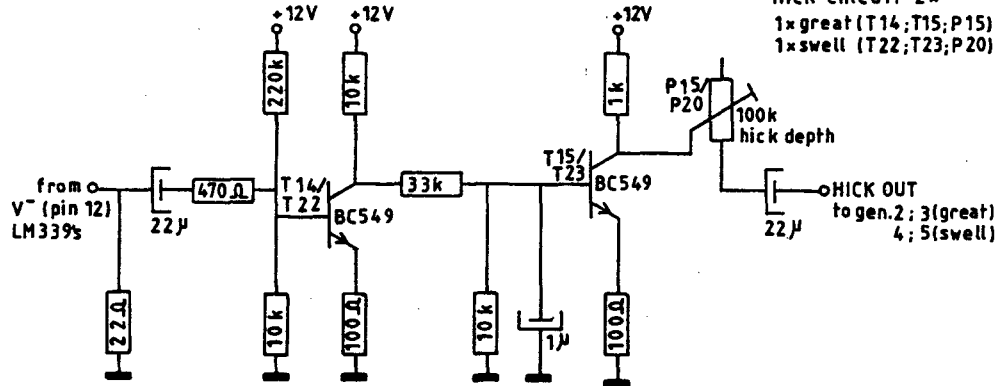 HICK CIRCUIT 2x
1x great (T14;T15;P15)
1x swell (T22;T23;P20)
+12V
+12V
+12V
220k
10k
1k
P15/
P20
100k
hick depth
from
V⁻ (pin 12)
LM339's
22µ
470Ω
T14/
T22
BC549
33k
T15/
T23
BC549
22µ
HICK OUT
to gen. 2 ; 3(great)
4 ; 5(swell)
22Ω
10k
100Ω
10k
1µ
100Ω